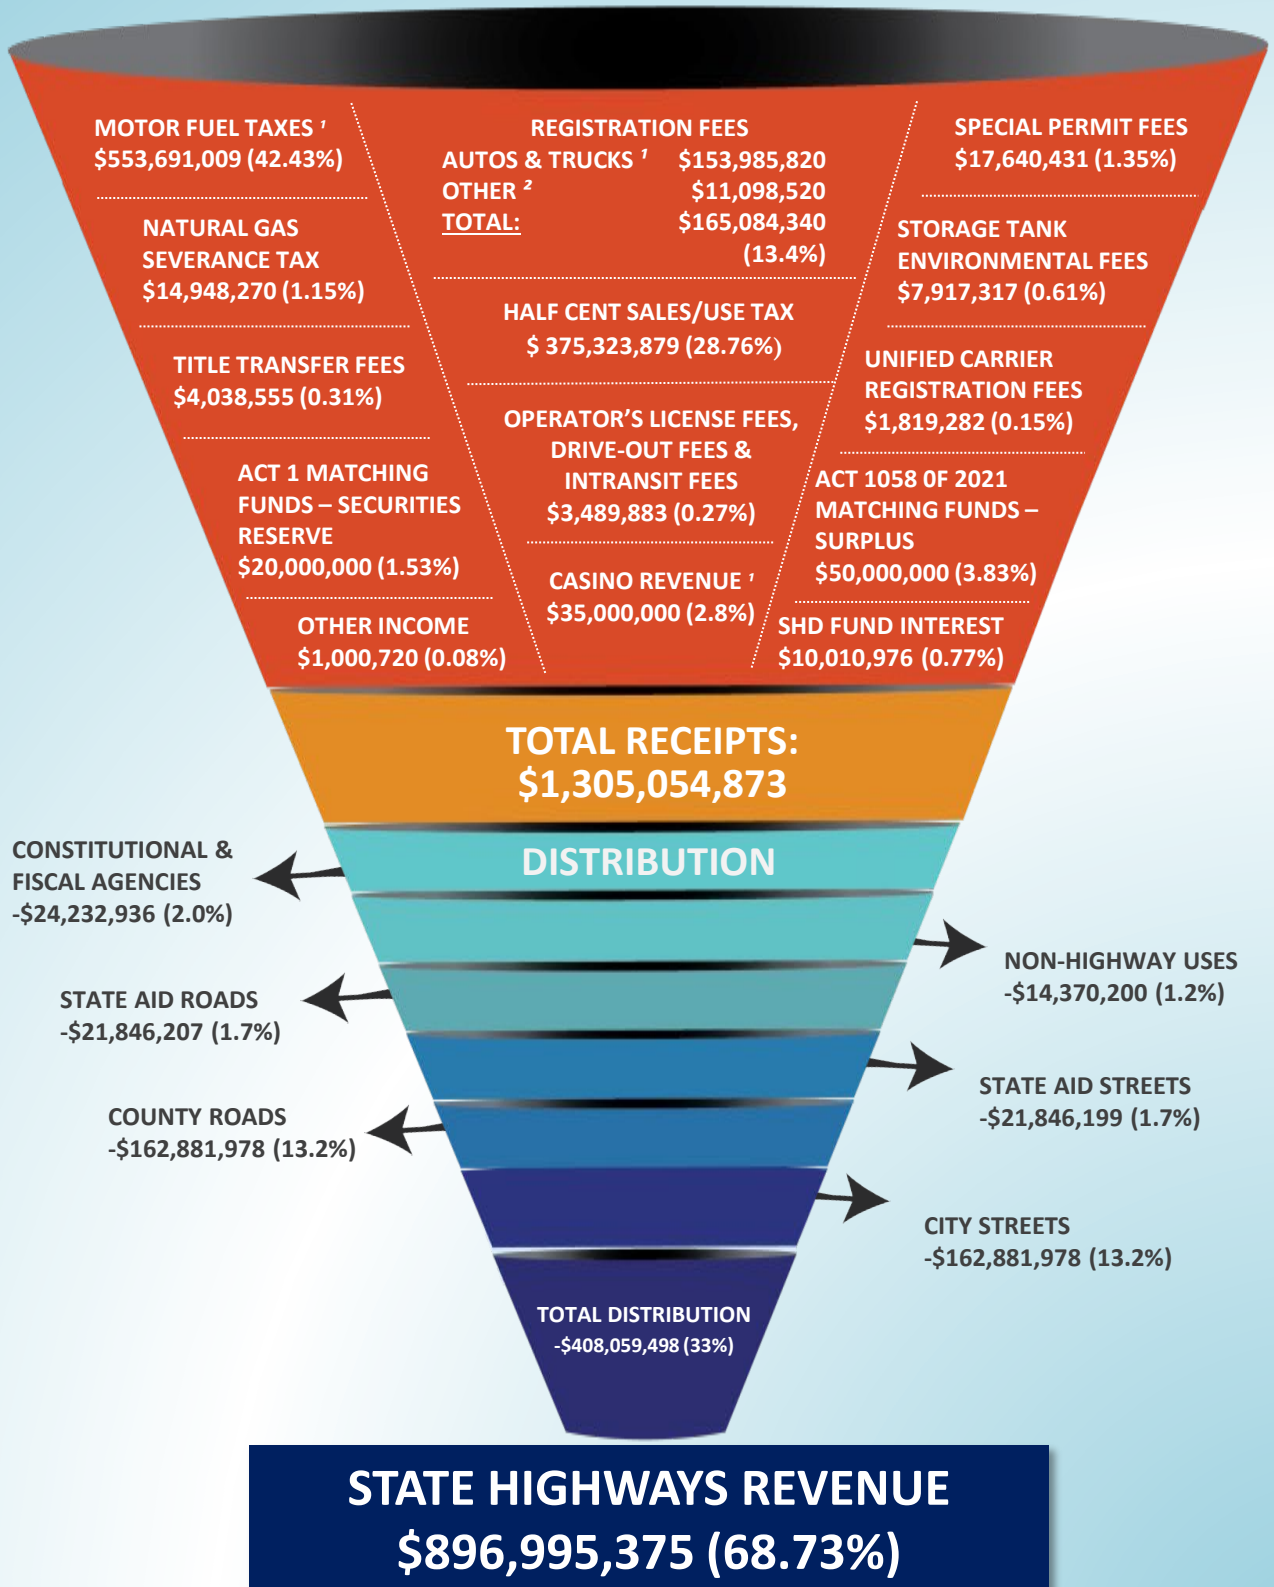 MOTOR FUEL TAXES ¹
$553,691,009 (42.43%)
NATURAL GAS
SEVERANCE TAX
$14,948,270 (1.15%)
TITLE TRANSFER FEES
$4,038,555 (0.31%)
ACT 1 MATCHING
FUNDS – SECURITIES
RESERVE
$20,000,000 (1.53%)
OTHER INCOME
$1,000,720 (0.08%)
REGISTRATION FEES
AUTOS & TRUCKS ¹ $153,985,820
OTHER ² $11,098,520
TOTAL: $165,084,340
(13.4%)
HALF CENT SALES/USE TAX
$ 375,323,879 (28.76%)
OPERATOR’S LICENSE FEES,
DRIVE-OUT FEES &
INTRANSIT FEES
$3,489,883 (0.27%)
CASINO REVENUE ¹
$35,000,000 (2.8%)
SPECIAL PERMIT FEES
$17,640,431 (1.35%)
STORAGE TANK
ENVIRONMENTAL FEES
$7,917,317 (0.61%)
UNIFIED CARRIER
REGISTRATION FEES
$1,819,282 (0.15%)
ACT 1058 0F 2021
MATCHING FUNDS –
SURPLUS
$50,000,000 (3.83%)
SHD FUND INTEREST
$10,010,976 (0.77%)
TOTAL RECEIPTS:
$1,305,054,873
DISTRIBUTION
CONSTITUTIONAL &
FISCAL AGENCIES
-$24,232,936 (2.0%)
NON-HIGHWAY USES
-$14,370,200 (1.2%)
STATE AID ROADS
-$21,846,207 (1.7%)
STATE AID STREETS
-$21,846,199 (1.7%)
COUNTY ROADS
-$162,881,978 (13.2%)
CITY STREETS
-$162,881,978 (13.2%)
TOTAL DISTRIBUTION
-$408,059,498 (33%)
STATE HIGHWAYS REVENUE
$896,995,375 (68.73%)